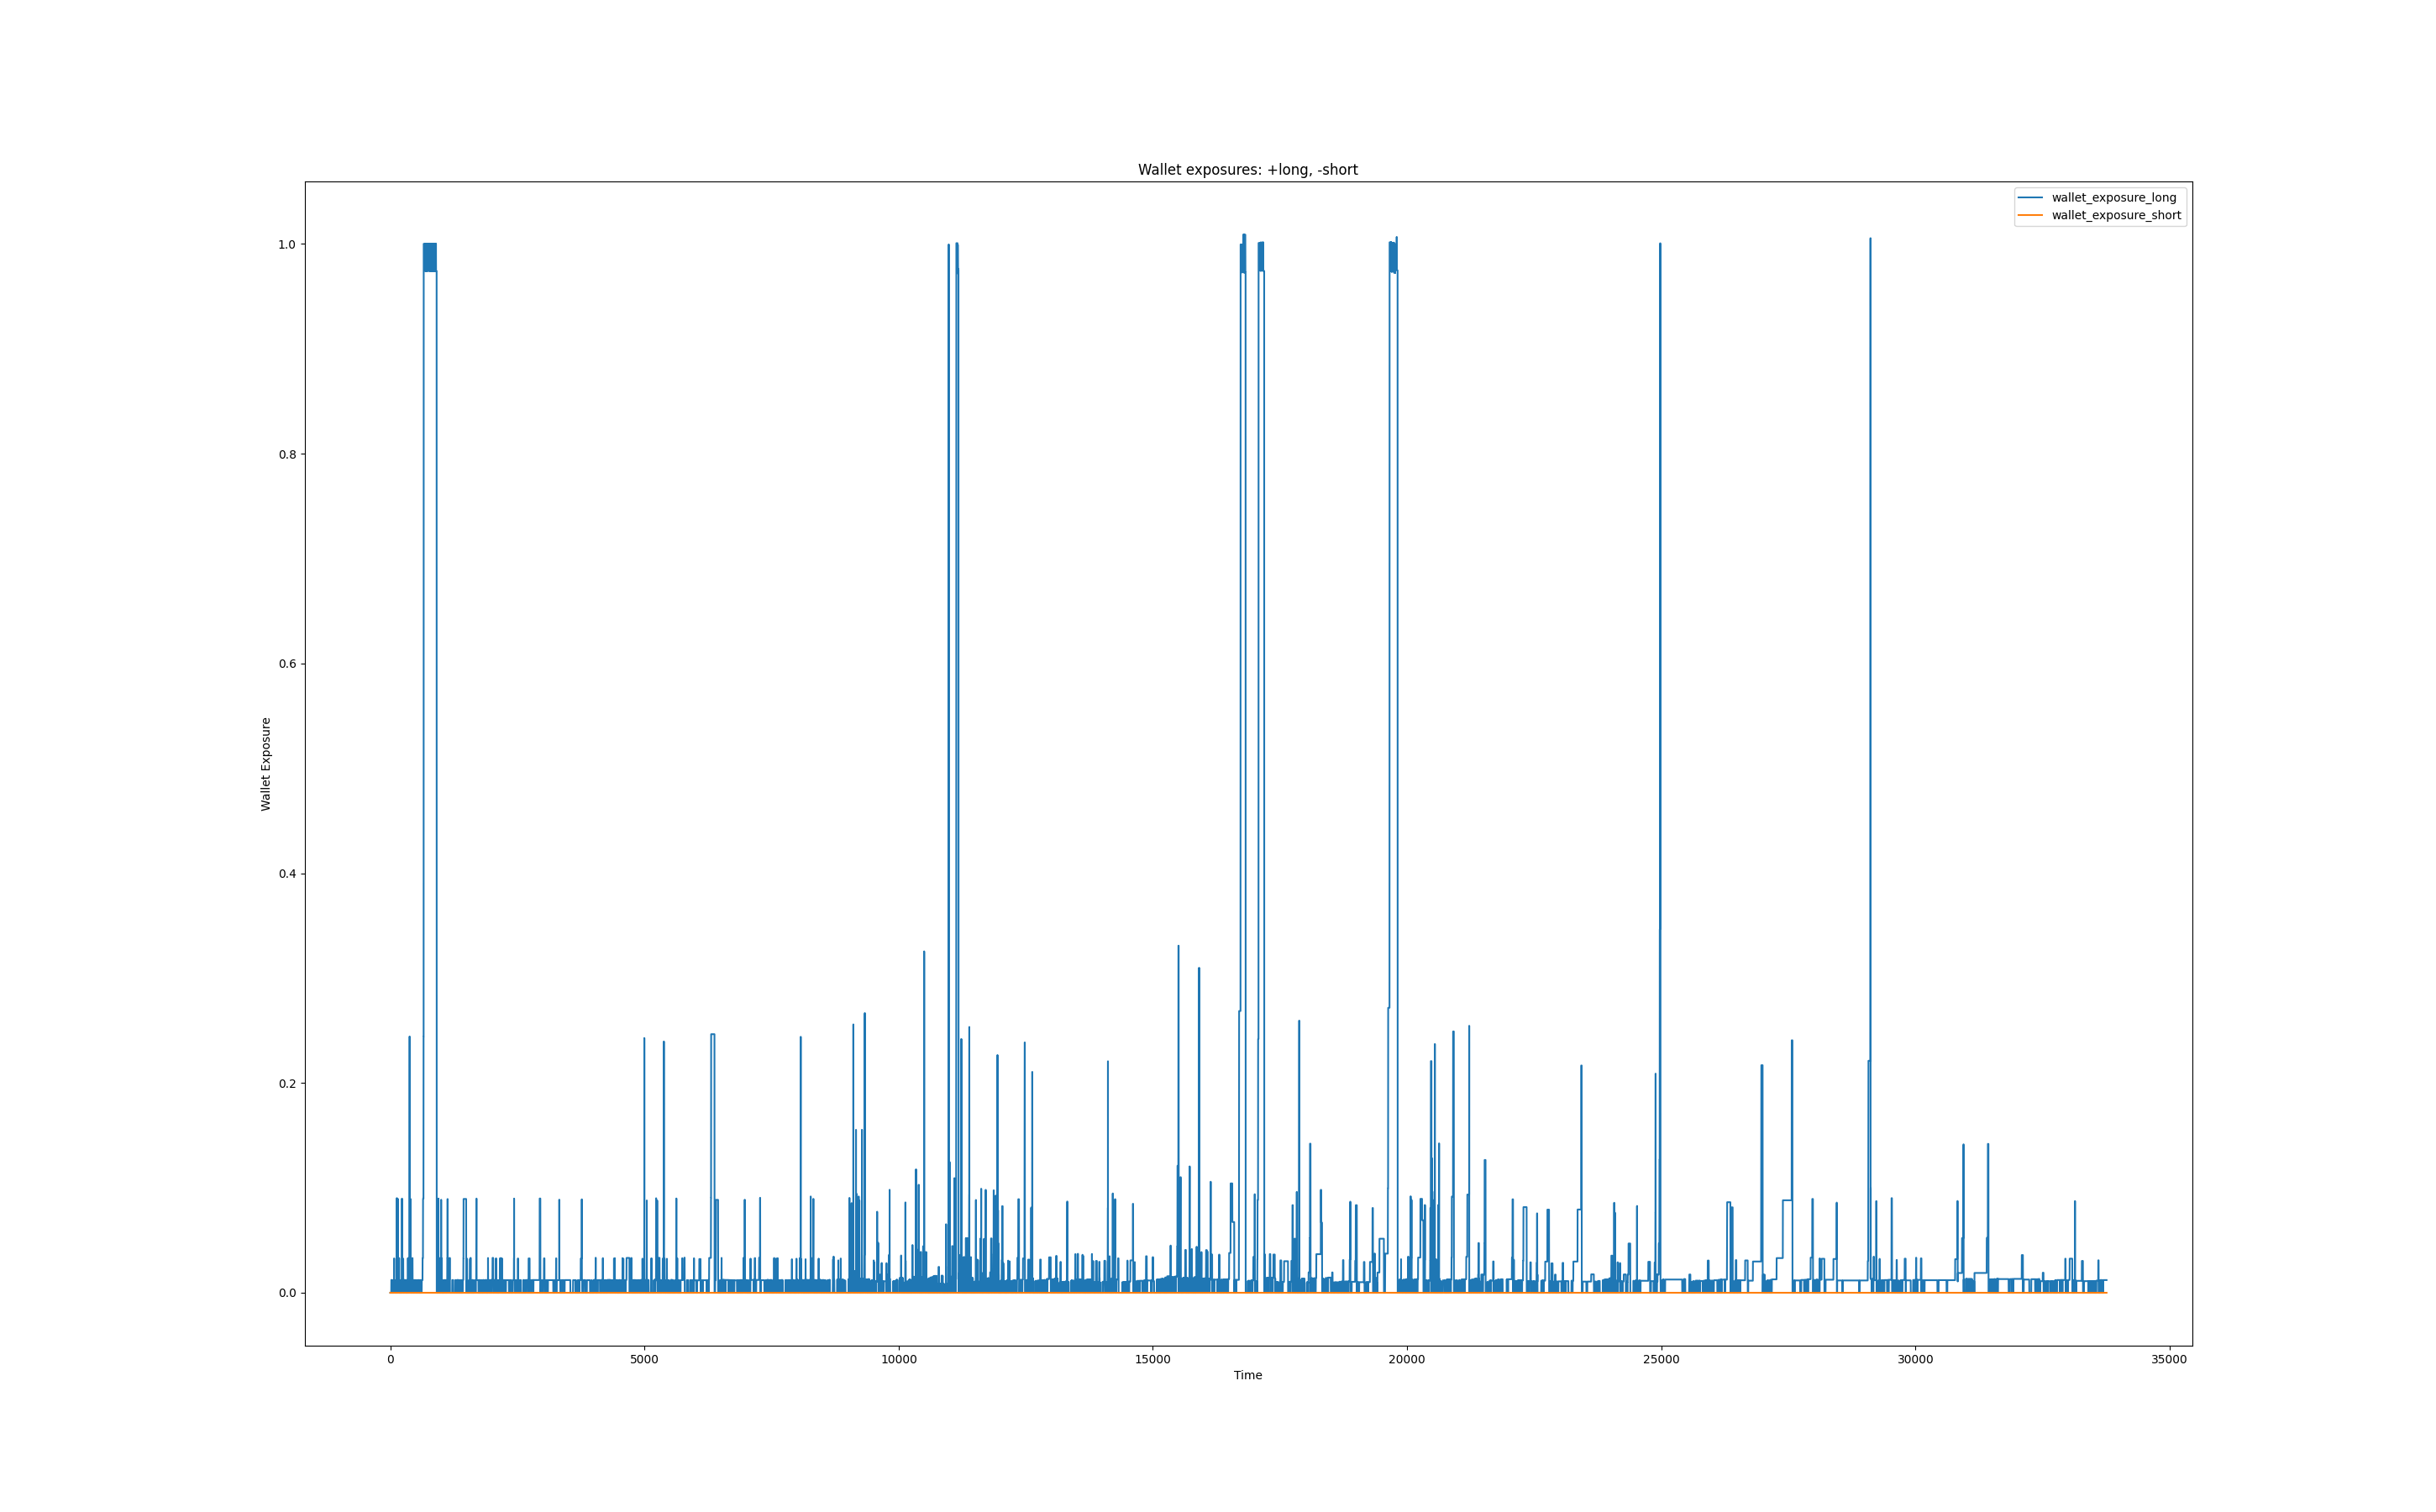 Wallet exposures: +long, -short
wallet_exposure_long
wallet_exposure_short
1.0
0.8
0.6
0.4
0.2
0.0
Wallet Exposure
0 5000 10000 15000 20000 25000 30000 35000
Time